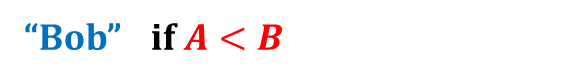 “Bob” if A < B